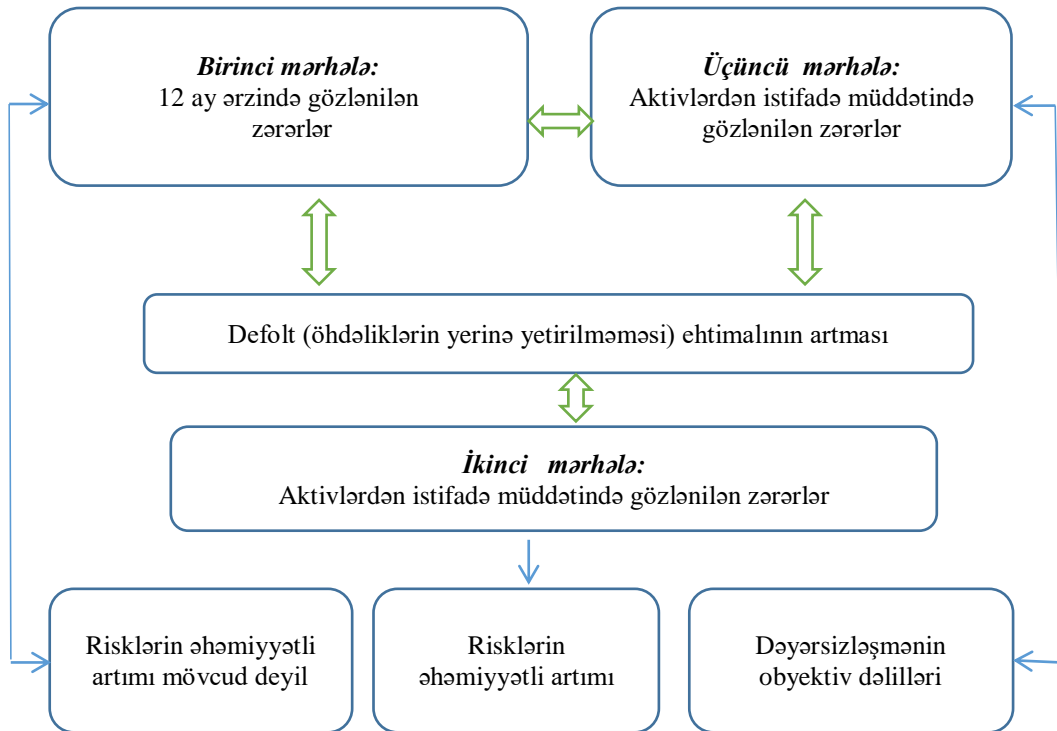 Birinci mərhələ:
12 ay ərzində gözlənilən
zərərlər
Üçüncü mərhələ:
Aktivlərdən istifadə müddətində
gözlənilən zərərlər
Defolt (öhdəliklərin yerinə yetirilməməsi) ehtimalının artması
İkinci mərhələ:
Aktivlərdən istifadə müddətində gözlənilən zərərlər
Risklərin əhəmiyyətli
artımı mövcud deyil
Risklərin
əhəmiyyətli artımı
Dəyərsizləşmənin
obyektiv dəlilləri